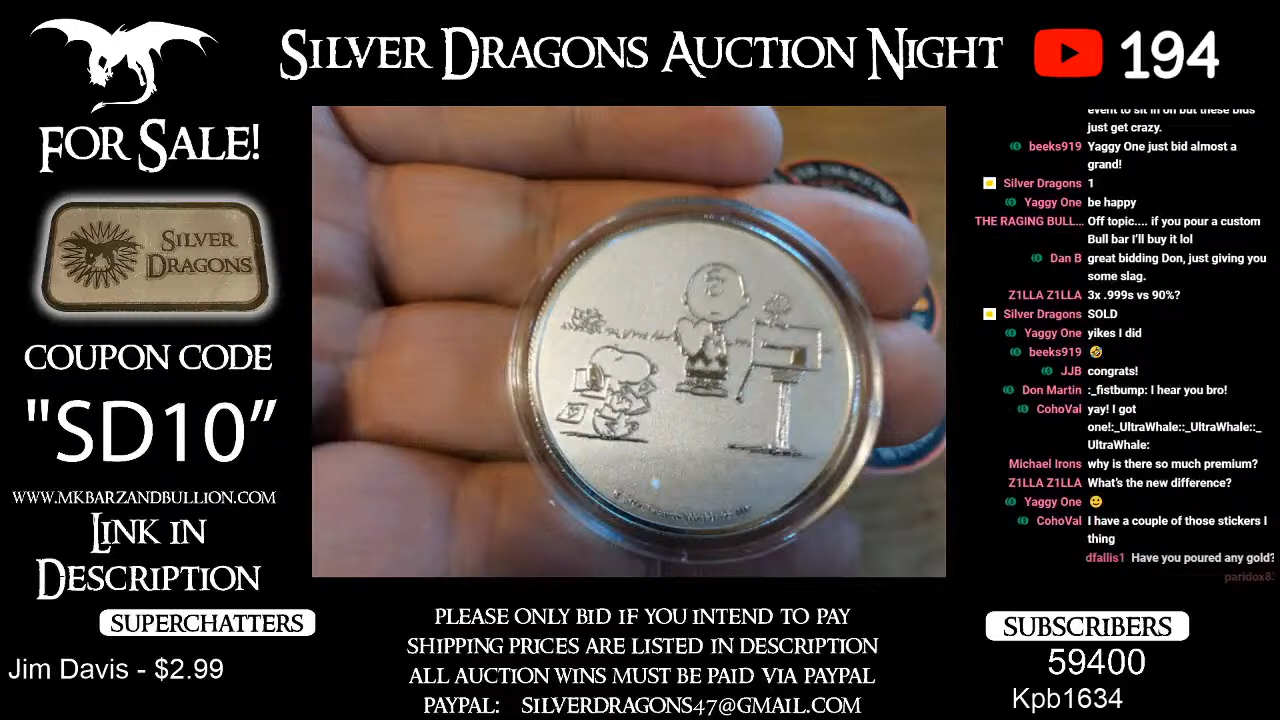 SILVER DRAGONS AUCTION NIGHT
194
FOR SALE!
SILVER
DRAGONS
COUPON CODE
"SD10”
WWW.MKBARZANDBULLION.COM
LINK IN
DESCRIPTION
SUPERCHATTERS
Jim Davis - $2.99
event to sit in on but these bids
just get crazy.
beeks919 Yaggy One just bid almost a
grand!
Silver Dragons 1
Yaggy One be happy
THE RAGING BULL... Off topic.... if you pour a custom
Bull bar I'll buy it lol
Dan B great bidding Don, just giving you
some slag.
Z1LLA Z1LLA 3x .999s vs 90%?
Silver Dragons SOLD
Yaggy One yikes I did
beeks919 🤣
JJB congrats!
Don Martin :_fistbump: I hear you bro!
CohoVal yay! I got
one!:_UltraWhale::_UltraWhale::_
UltraWhale:
Michael Irons why is there so much premium?
Z1LLA Z1LLA What's the new difference?
Yaggy One 🙂
CohoVal I have a couple of those stickers I
thing
dfallis1 Have you poured any gold?
PLEASE ONLY BID IF YOU INTEND TO PAY
SHIPPING PRICES ARE LISTED IN DESCRIPTION
ALL AUCTION WINS MUST BE PAID VIA PAYPAL
PAYPAL: SILVERDRAGONS47@GMAIL.COM
SUBSCRIBERS
59400
Kpb1634